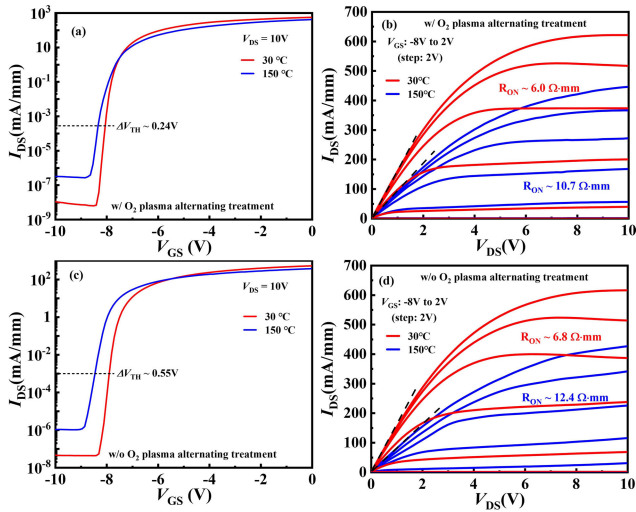 (a)
V_DS = 10V
30 ℃
150 ℃
ΔV_TH ~ 0.24V
w/ O₂ plasma alternating treatment
I_DS(mA/mm)
10³
10¹
10⁻¹
10⁻³
10⁻⁵
10⁻⁷
10⁻⁹
-10 -8 -6 -4 -2 0
V_GS (V)
(b)
w/ O₂ plasma alternating treatment
V_GS: -8V to 2V
(step: 2V)
30℃
150℃
R_ON ~ 6.0 Ω·mm
R_ON ~ 10.7 Ω·mm
I_DS(mA/mm)
700
600
500
400
300
200
100
0
0 2 4 6 8 10
V_DS(V)
(c)
V_DS = 10V
30 ℃
150 ℃
ΔV_TH ~ 0.55V
w/o O₂ plasma alternating treatment
I_DS(mA/mm)
10²
10⁰
10⁻²
10⁻⁴
10⁻⁶
10⁻⁸
-10 -8 -6 -4 -2 0
V_GS (V)
(d)
w/o O₂ plasma alternating treatment
V_GS: -8V to 2V
(step: 2V)
30℃
150℃
R_ON ~ 6.8 Ω·mm
R_ON ~ 12.4 Ω·mm
I_DS(mA/mm)
700
600
500
400
300
200
100
0
0 2 4 6 8 10
V_DS(V)